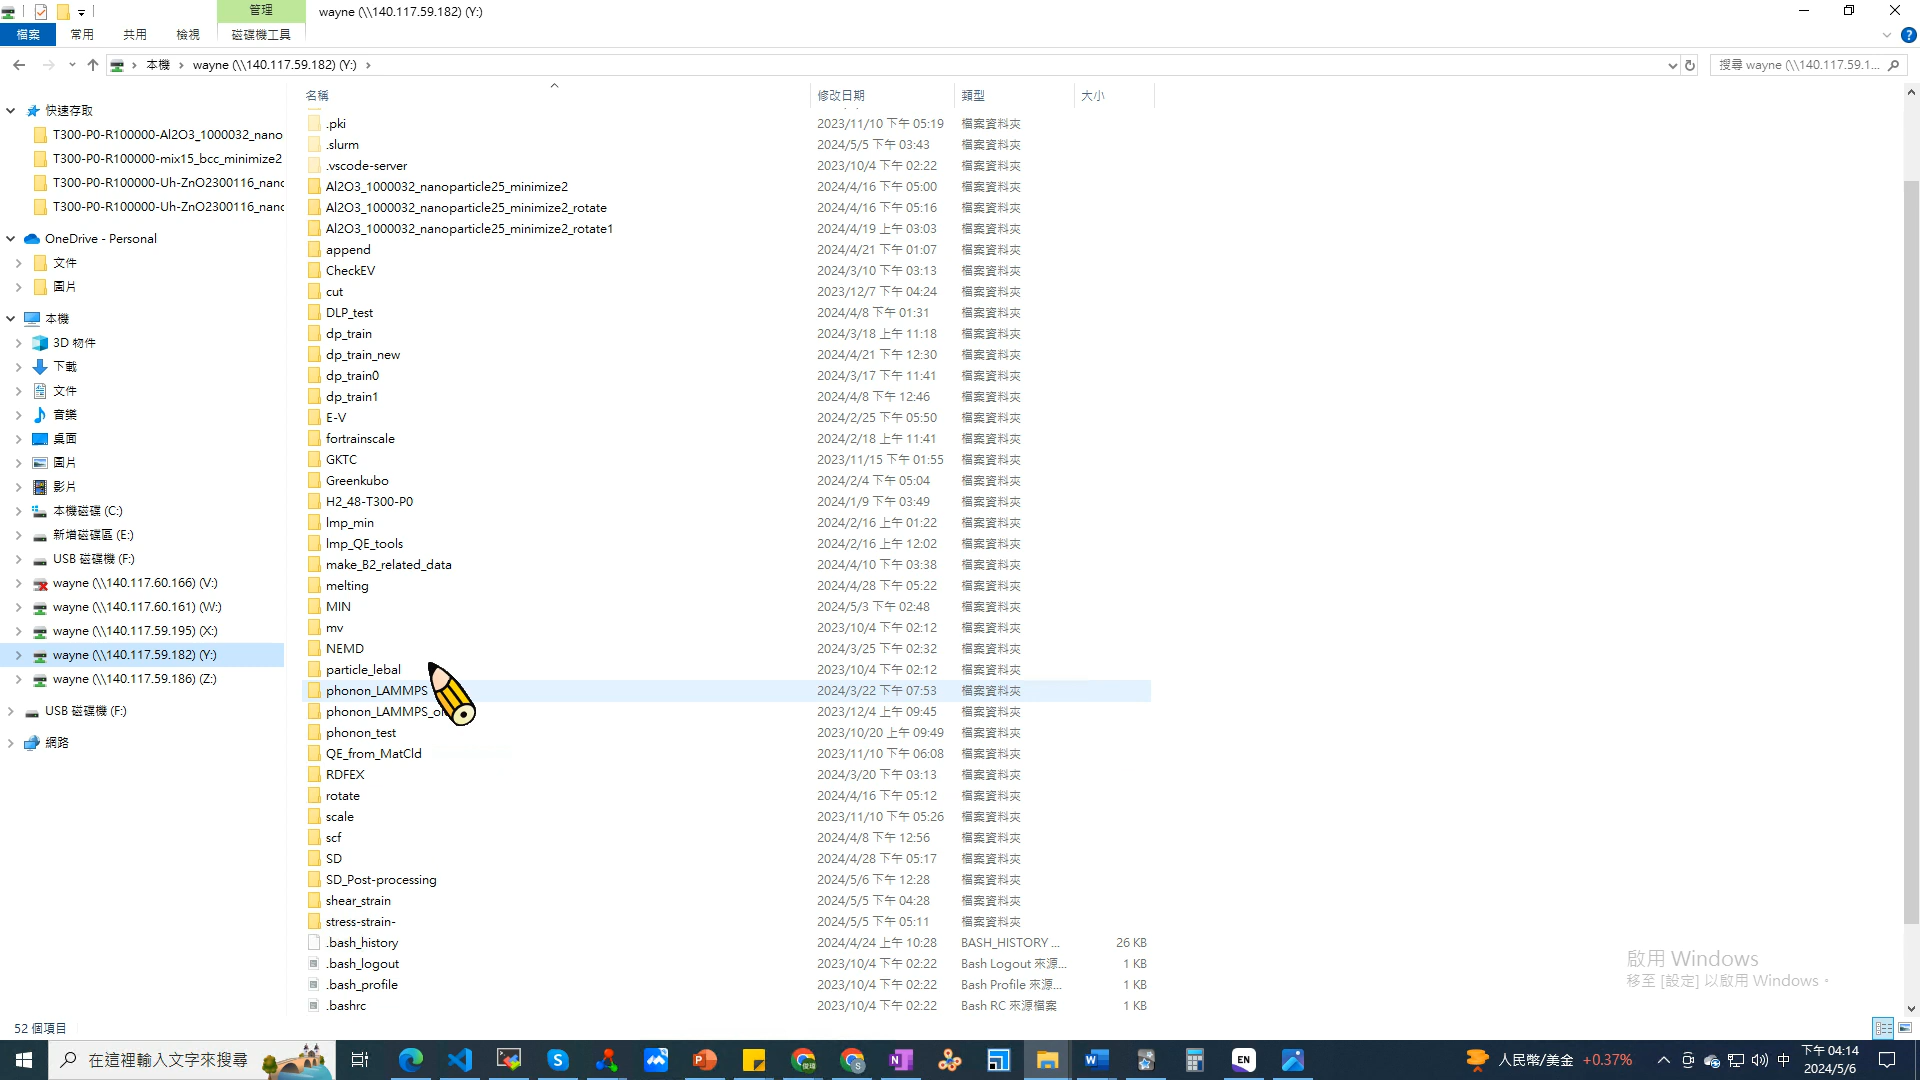 管理
wayne (\\140.117.59.182) (Y:)
檔案
常用
共用
檢視
磁碟機工具
本機
wayne (\\140.117.59.182) (Y:)
搜尋 wayne (\\140.117.59.1...
名稱
修改日期
類型
大小
快速存取
T300-P0-R100000-Al2O3_1000032_nano
T300-P0-R100000-mix15_bcc_minimize2
T300-P0-R100000-Uh-ZnO2300116_nano
T300-P0-R100000-Uh-ZnO2300116_nano
OneDrive - Personal
文件
圖片
本機
3D 物件
下載
文件
音樂
桌面
圖片
影片
本機磁碟 (C:)
新增磁碟區 (E:)
USB 磁碟機 (F:)
wayne (\\140.117.60.166) (V:)
wayne (\\140.117.60.161) (W:)
wayne (\\140.117.59.195) (X:)
wayne (\\140.117.59.182) (Y:)
wayne (\\140.117.59.186) (Z:)
USB 磁碟機 (F:)
網路
.pki 2023/11/10 下午 05:19 檔案資料夾
.slurm 2024/5/5 下午 03:43 檔案資料夾
.vscode-server 2023/10/4 下午 02:22 檔案資料夾
Al2O3_1000032_nanoparticle25_minimize2 2024/4/16 下午 05:00 檔案資料夾
Al2O3_1000032_nanoparticle25_minimize2_rotate 2024/4/16 下午 05:16 檔案資料夾
Al2O3_1000032_nanoparticle25_minimize2_rotate1 2024/4/19 上午 03:03 檔案資料夾
append 2024/4/21 下午 01:07 檔案資料夾
CheckEV 2024/3/10 下午 03:13 檔案資料夾
cut 2023/12/7 下午 04:24 檔案資料夾
DLP_test 2024/4/8 下午 01:31 檔案資料夾
dp_train 2024/3/18 上午 11:18 檔案資料夾
dp_train_new 2024/4/21 下午 12:30 檔案資料夾
dp_train0 2024/3/17 下午 11:41 檔案資料夾
dp_train1 2024/4/8 下午 12:46 檔案資料夾
E-V 2024/2/25 下午 05:50 檔案資料夾
fortrainscale 2024/2/18 上午 11:41 檔案資料夾
GKTC 2023/11/15 下午 01:55 檔案資料夾
Greenkubo 2024/2/4 下午 05:04 檔案資料夾
H2_48-T300-P0 2024/1/9 下午 03:49 檔案資料夾
lmp_min 2024/2/16 上午 01:22 檔案資料夾
lmp_QE_tools 2024/2/16 上午 12:02 檔案資料夾
make_B2_related_data 2024/4/10 下午 03:38 檔案資料夾
melting 2024/4/28 下午 05:22 檔案資料夾
MIN 2024/5/3 下午 02:48 檔案資料夾
mv 2023/10/4 下午 02:12 檔案資料夾
NEMD 2024/3/25 下午 02:32 檔案資料夾
particle_lebal 2023/10/4 下午 02:12 檔案資料夾
phonon_LAMMPS 2024/3/22 下午 07:53 檔案資料夾
phonon_LAMMPS_ 2023/12/4 上午 09:45 檔案資料夾
phonon_test 2023/10/20 上午 09:49 檔案資料夾
QE_from_MatCld 2023/11/10 下午 06:08 檔案資料夾
RDFEX 2024/3/20 下午 03:13 檔案資料夾
rotate 2024/4/16 下午 05:12 檔案資料夾
scale 2023/11/10 下午 05:26 檔案資料夾
scf 2024/4/8 下午 12:56 檔案資料夾
SD 2024/4/28 下午 05:17 檔案資料夾
SD_Post-processing 2024/5/6 下午 12:28 檔案資料夾
shear_strain 2024/5/5 下午 04:28 檔案資料夾
stress-strain- 2024/5/5 下午 05:11 檔案資料夾
.bash_history 2024/4/24 上午 10:28 BASH_HISTORY ... 26 KB
.bash_logout 2023/10/4 下午 02:22 Bash Logout 來源... 1 KB
.bash_profile 2023/10/4 下午 02:22 Bash Profile 來源... 1 KB
.bashrc 2023/10/4 下午 02:22 Bash RC 來源檔案 1 KB
啟用 Windows
移至 [設定] 以啟用 Windows。
52 個項目
在這裡輸入文字來搜尋
EN
人民幣/美金 +0.37%
中
下午 04:14
2024/5/6